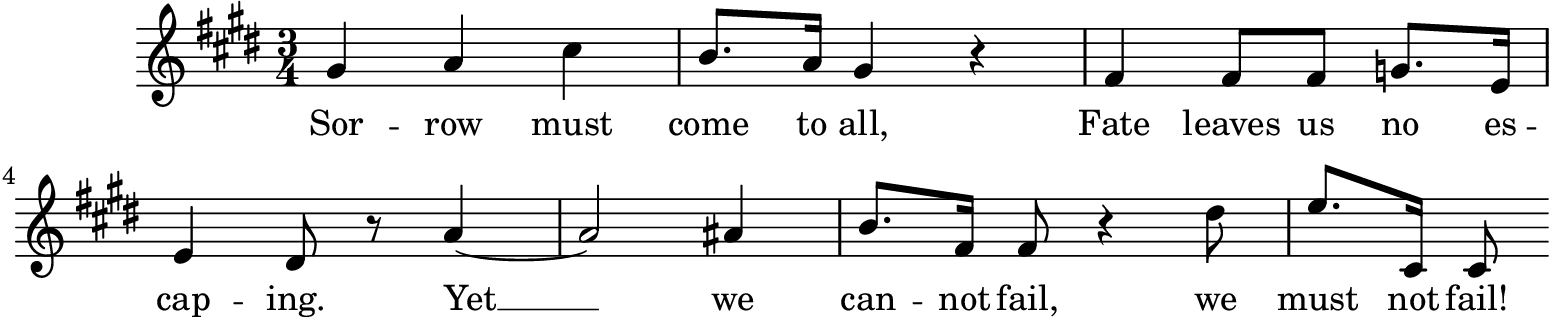 3
4
Sor - row must come to all, Fate leaves us no es -
4
cap - ing. Yet __ we can - not fail, we must not fail!